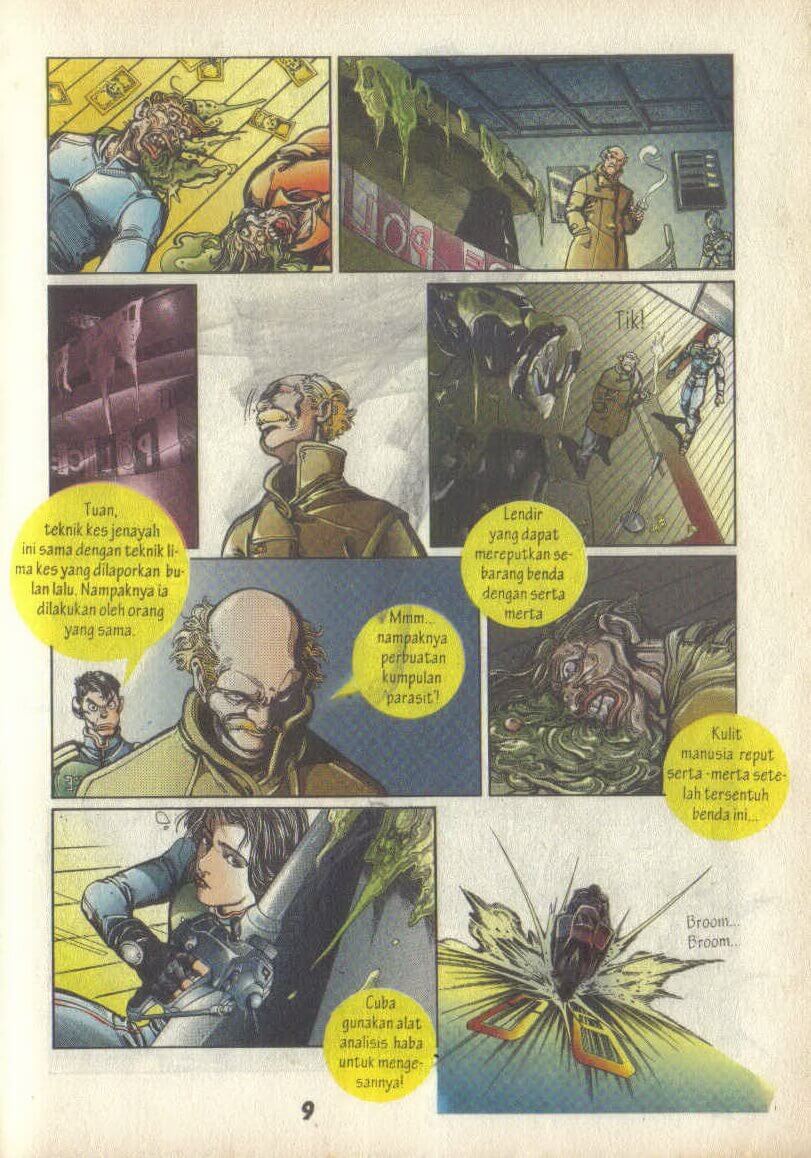 POLI
Tik!
POLICE
Tuan,
teknik kes jenayah
ini sama dengan teknik li-
ma kes yang dilaporkan bu-
lan lalu. Nampaknya ia
dilakukan oleh orang
yang sama.
Mmm...
nampaknya
perbuatan
kumpulan
'parasit'!
Lendir
yang dapat
mereputkan se-
barang benda
dengan serta
merta
Kulit
manusia reput
serta-merta sete-
lah tersentuh
benda ini...
Cuba
gunakan alat
analisis haba
untuk menge-
sannya!
Broom...
Broom...
9